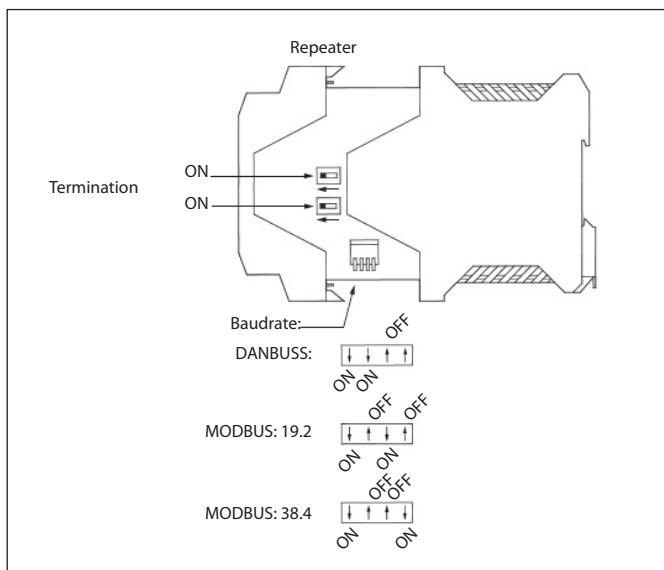 Repeater
ON
Termination
ON
Baudrate:
OFF
DANBUSS:
ON ON
OFF OFF
MODBUS: 19.2
ON ON
OFF OFF
MODBUS: 38.4
ON ON